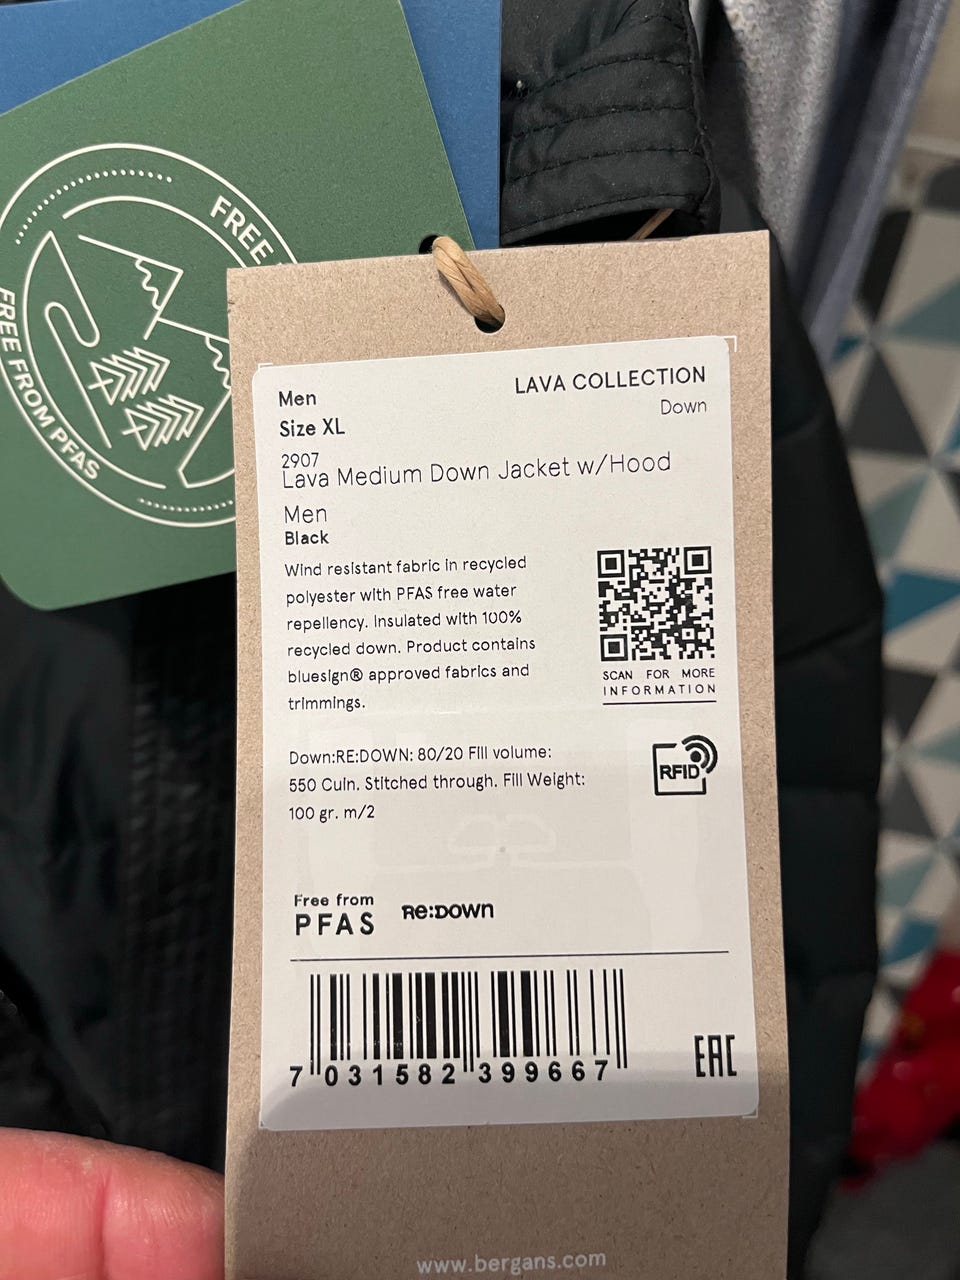 FREE
FREE FROM PFAS
Men
Size XL
LAVA COLLECTION
Down
2907
Lava Medium Down Jacket w/Hood
Men
Black
Wind resistant fabric in recycled
polyester with PFAS free water
repellency. Insulated with 100%
recycled down. Product contains
bluesign® approved fabrics and
trimmings.
SCAN FOR MORE
INFORMATION
Down:RE:DOWN: 80/20 Fill volume:
550 CuIn. Stitched through. Fill Weight:
100 gr. m/2
RFID
Free from
PFAS
Re:DOWN
7 031582 399667
EAC
www.bergans.com